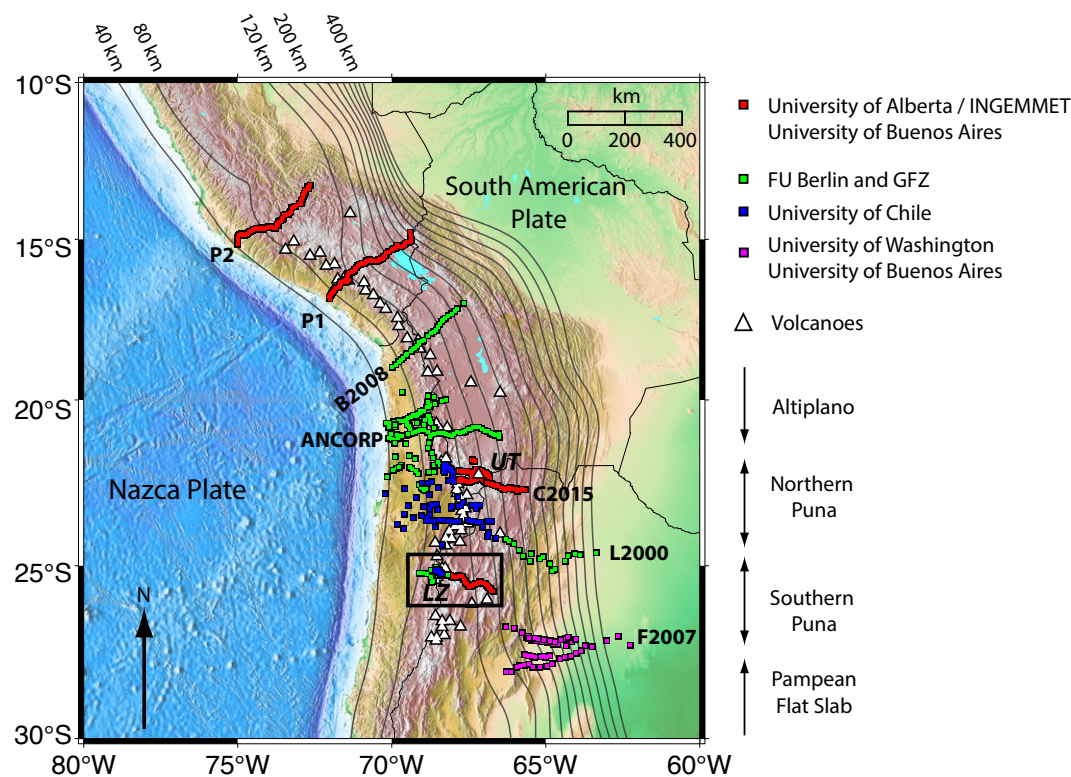 40 km
80 km
120 km
200 km
400 km
10°S
15°S
20°S
25°S
30°S
80°W
75°W
70°W
65°W
60°W
km
0 200 400
South American
Plate
Nazca Plate
P2
P1
B2008
ANCORP
UT
C2015
L2000
LZ
F2007
N
University of Alberta / INGEMMET
University of Buenos Aires
FU Berlin and GFZ
University of Chile
University of Washington
University of Buenos Aires
Volcanoes
Altiplano
Northern
Puna
Southern
Puna
Pampean
Flat Slab